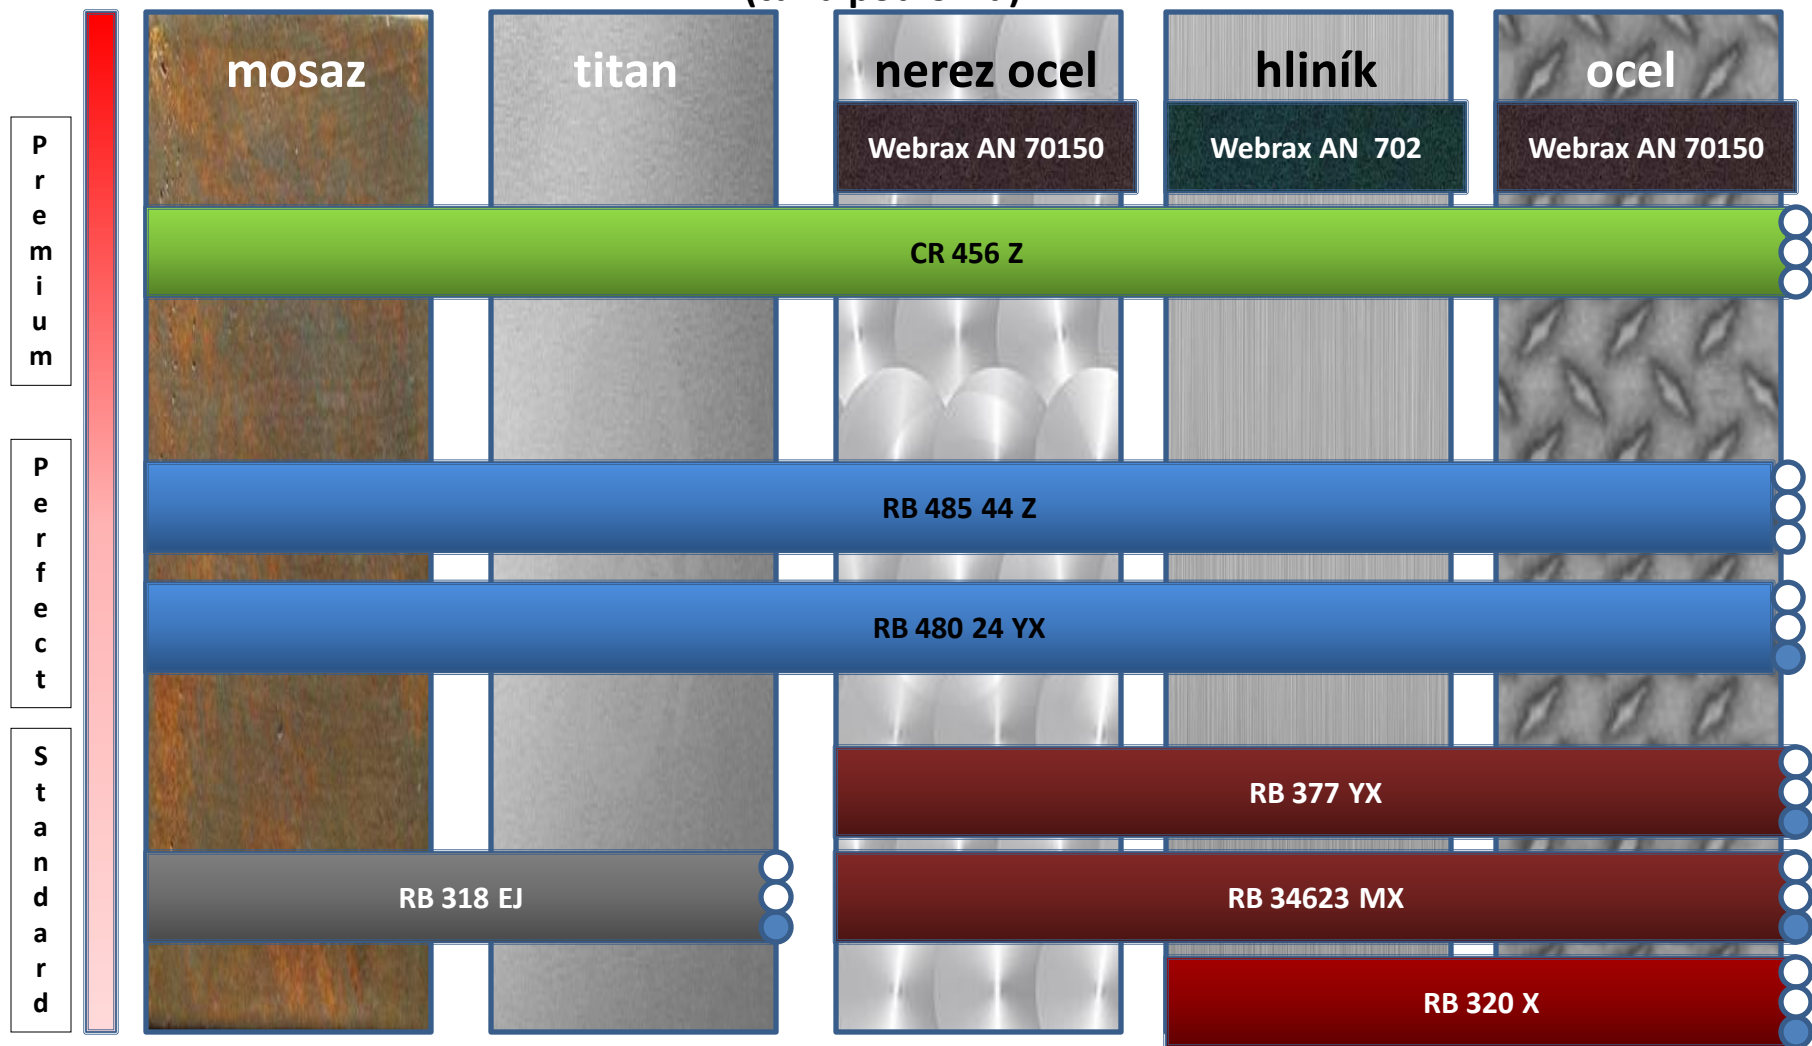 mosaz
titan
nerez ocel
hliník
ocel
Premium
Webrax AN 70150
Webrax AN 702
Webrax AN 70150
CR 456 Z
Perfect
RB 485 44 Z
RB 480 24 YX
Standard
RB 377 YX
RB 318 EJ
RB 34623 MX
RB 320 X